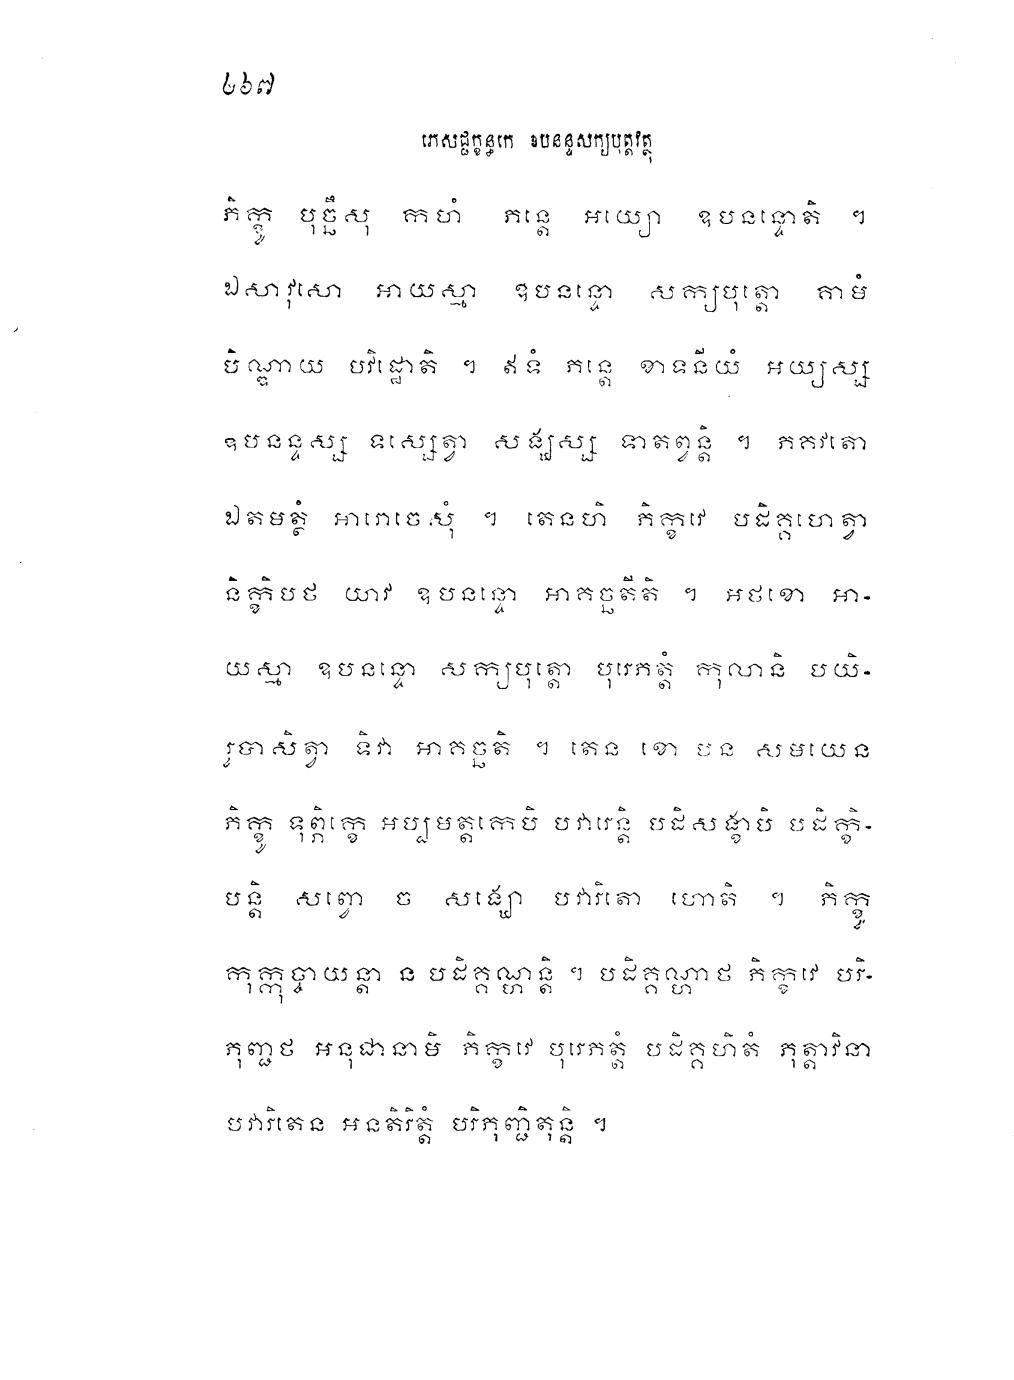 ៤៦៧
ភេសជ្ជក្ខន្ធកេ ឧបនន្ទសក្យបុត្តវត្ថុ
ភិក្ខូ បុច្ឆឹសុ កហំ ភន្តេ អយ្យោ ឧបនន្ទោតិ ។
ឯសាវុសោ អាយស្មា ឧបនន្ទោ សក្យបុត្តោ គាមំ
បិណ្ឌាយ បវិដ្ឋោតិ ។ ឥទំ ភន្តេ ខាទនីយំ អយ្យស្ស
ឧបនន្ទស្ស ទស្សេត្វា សង្ឃស្ស ទាតព្វន្តិ ។ ភគវតោ
ឯតមត្ថំ អារោចេសុំ ។ តេនហិ ភិក្ខវេ បដិគ្គហេត្វា
និក្ខិបថ យាវ ឧបនន្ទោ អាគច្ឆតីតិ ។ អថខោ អា-
យស្មា ឧបនន្ទោ សក្យបុត្តោ បុរេភត្តំ កុលានិ បយិ-
រូបាសិត្វា ទិវា អាគច្ឆតិ ។ តេន ខោ បន សមយេន
ភិក្ខូ ទុព្ភិក្ខេ អប្បមត្តកេបិ បវារេន្តិ បដិសង្ខាបិ បដិក្ខិ-
បន្តិ សព្វោ ច សង្ឃោ បវារិតោ ហោតិ ។ ភិក្ខូ
កុក្កុច្ចាយន្តា ន បដិគ្គណ្ហន្តិ ។ បដិគ្គណ្ហាថ ភិក្ខវេ បរិ-
ភុញ្ជថ អនុជានាមិ ភិក្ខវេ បុរេភត្តំ បដិគ្គហិតំ ភុត្តាវិនា
បវារិតេន អនតិរិត្តំ បរិភុញ្ជិតុន្តិ ។